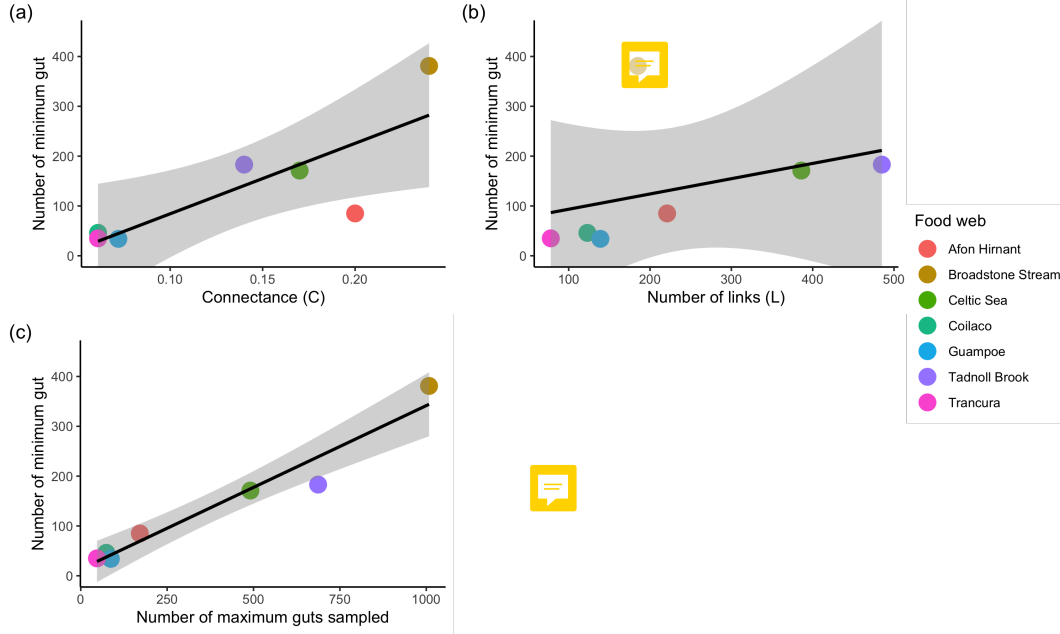 (a)
Number of minimum gut
400
300
200
100
0
0.10
0.15
0.20
Connectance (C)
(b)
Number of minimum gut
400
300
200
100
0
100
200
300
400
500
Number of links (L)
Food web
Afon Hirnant
Broadstone Stream
Celtic Sea
Coilaco
Guampoe
Tadnoll Brook
Trancura
(c)
Number of minimum gut
400
300
200
100
0
0
250
500
750
1000
Number of maximum guts sampled